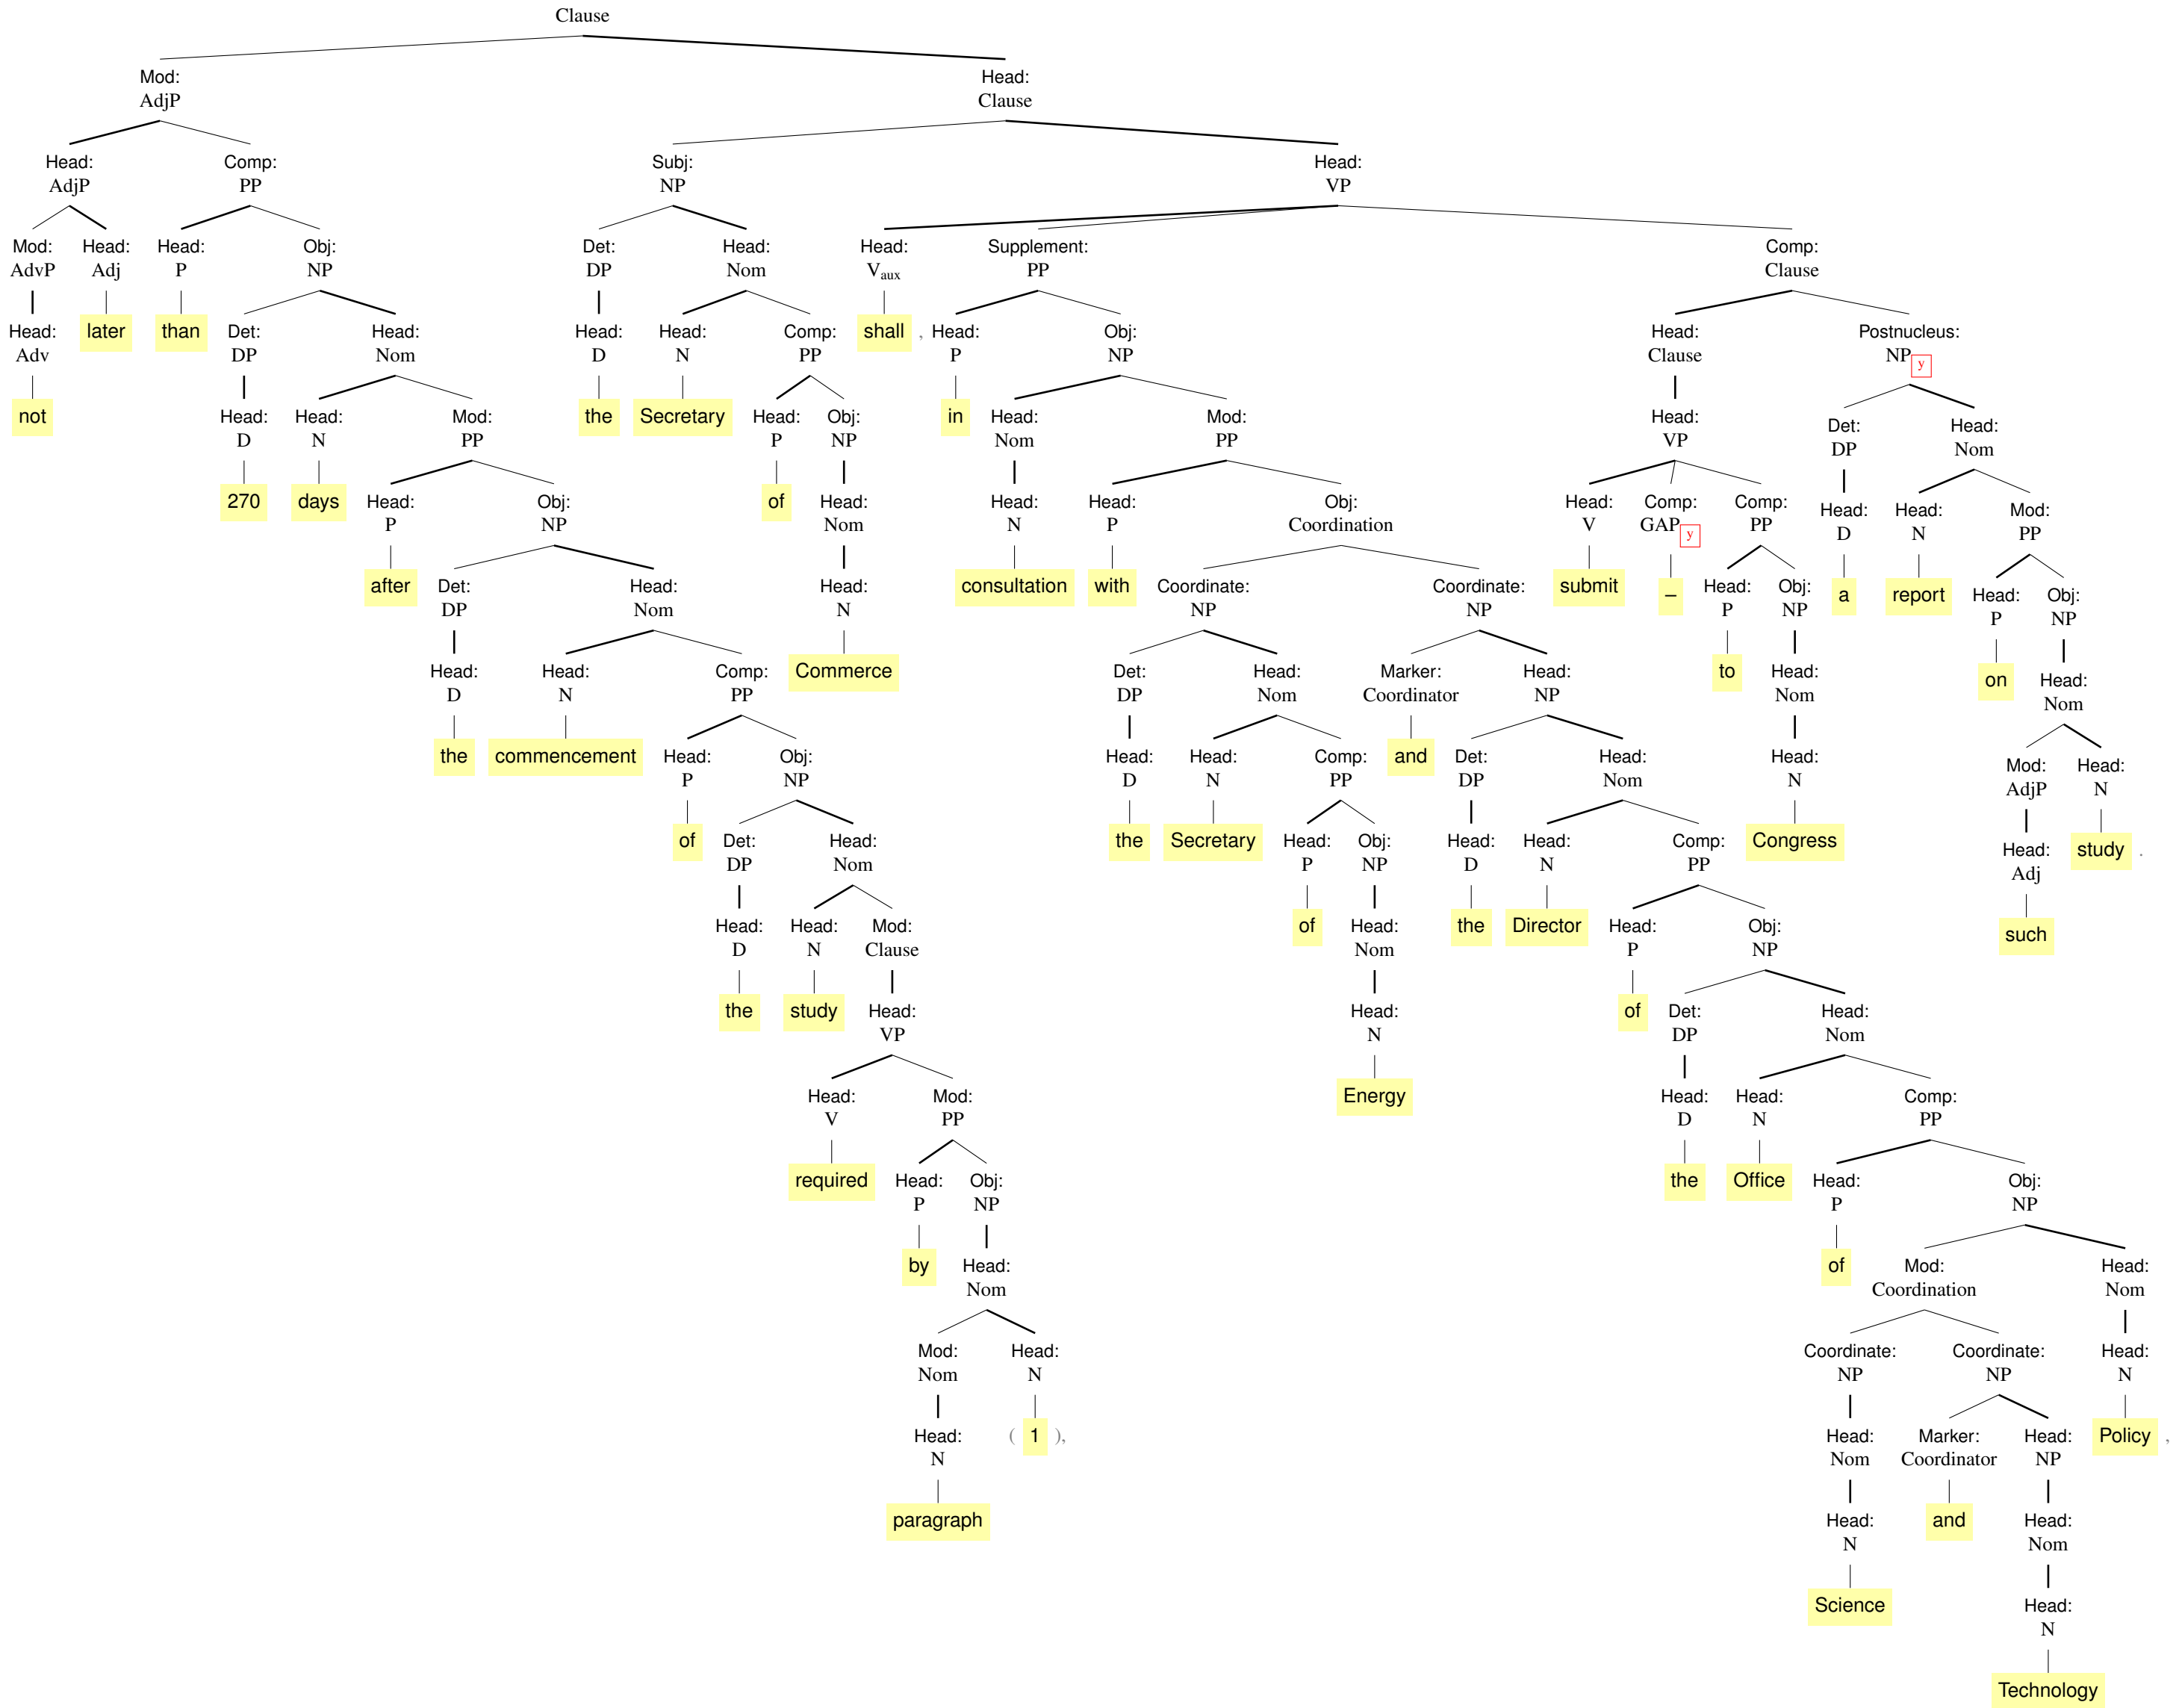 Clause
Mod: Head:
AdjP Clause
Head: Comp: Subj: Head:
AdjP PP NP VP
Mod: Head: Head: Obj: Det: Head: Head: Supplement: Comp:
AdvP Adj P NP DP Nom Vaux PP Clause
Head: later than Det: Head: Head: Head: Comp: shall , Head: Obj: Head: Postnucleus:
Adv DP Nom D N PP P NP Clause NP y
not Head: Head: Mod: the Secretary Head: Obj: in Head: Mod: Head: Det: Head:
D N PP P NP Nom PP VP DP Nom
270 days Head: Obj: of Head: Head: Head: Obj: Head: Comp: Comp: Head: Head: Mod:
P NP Nom N P Coordination V GAP y PP D N PP
after Det: Head: Head: consultation with Coordinate: Coordinate: submit – Head: Obj: a report Head: Obj:
DP Nom N NP NP P NP P NP
Head: Head: Comp: Commerce Det: Head: Marker: Head: to Head: on Head:
D N PP DP Nom Coordinator NP Nom Nom
the commencement Head: Obj: Head: Head: Comp: and Det: Head: Head: Mod: Head:
P NP D N PP DP Nom N AdjP N
of Det: Head: the Secretary Head: Obj: Head: Head: Comp: Congress Head: study .
DP Nom P NP D N PP Adj
Head: Head: Mod: of Head: the Director Head: Obj: such
D N Clause Nom P NP
the study Head: Head: of Det: Head:
VP N DP Nom
Head: Mod: Energy Head: Head: Comp:
V PP D N PP
required Head: Obj: the Office Head: Obj:
P NP P NP
by Head: of Mod: Head:
Nom Coordination Nom
Mod: Head: Coordinate: Coordinate: Head:
Nom N NP NP N
Head: ( 1 ), Head: Marker: Head: Policy ,
N Nom Coordinator NP
paragraph Head: and Head:
N Nom
Science Head:
N
Technology